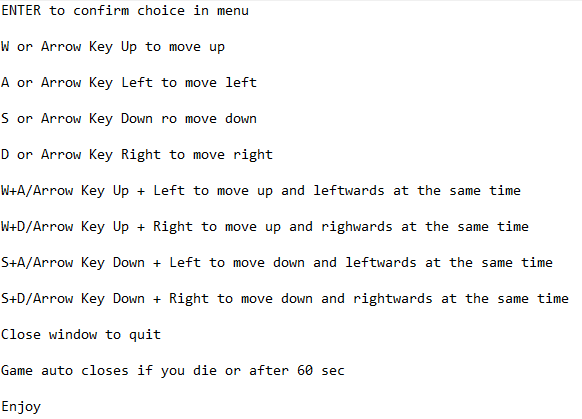 ENTER to confirm choice in menu
W or Arrow Key Up to move up
A or Arrow Key Left to move left
S or Arrow Key Down ro move down
D or Arrow Key Right to move right
W+A/Arrow Key Up + Left to move up and leftwards at the same time
W+D/Arrow Key Up + Right to move up and righwards at the same time
S+A/Arrow Key Down + Left to move down and leftwards at the same time
S+D/Arrow Key Down + Right to move down and rightwards at the same time
Close window to quit
Game auto closes if you die or after 60 sec
Enjoy